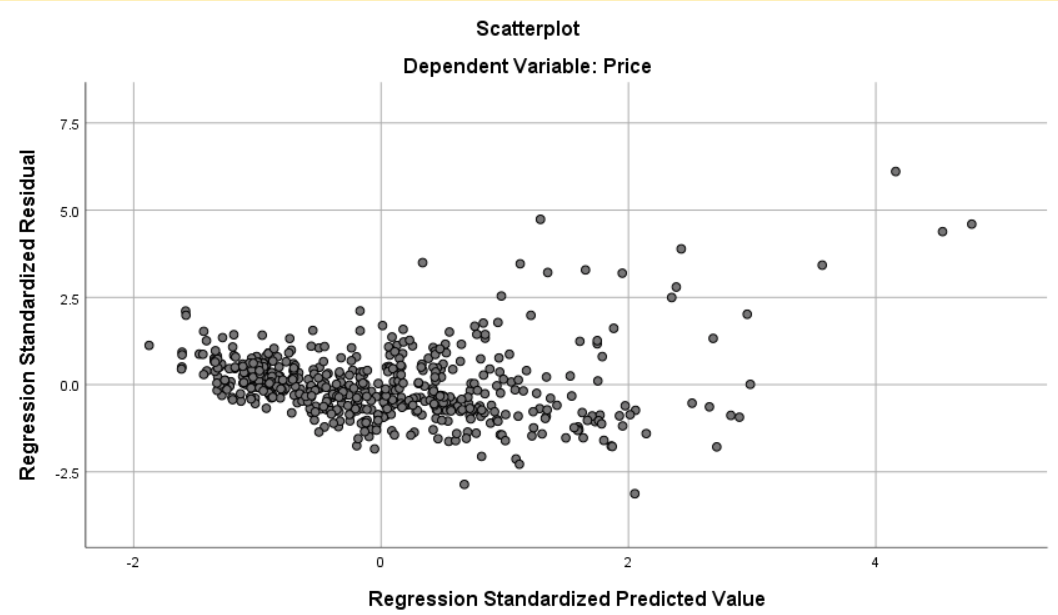 Scatterplot
Dependent Variable: Price
Regression Standardized Residual
7.5
5.0
2.5
0.0
-2.5
-2
0
2
4
Regression Standardized Predicted Value